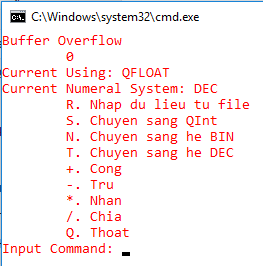 C:\Windows\system32\cmd.exe
Buffer Overflow
0
Current Using: QFLOAT
Current Numeral System: DEC
R. Nhap du lieu tu file
S. Chuyen sang QInt
N. Chuyen sang he BIN
T. Chuyen sang he DEC
+. Cong
-. Tru
*. Nhan
/. Chia
Q. Thoat
Input Command: